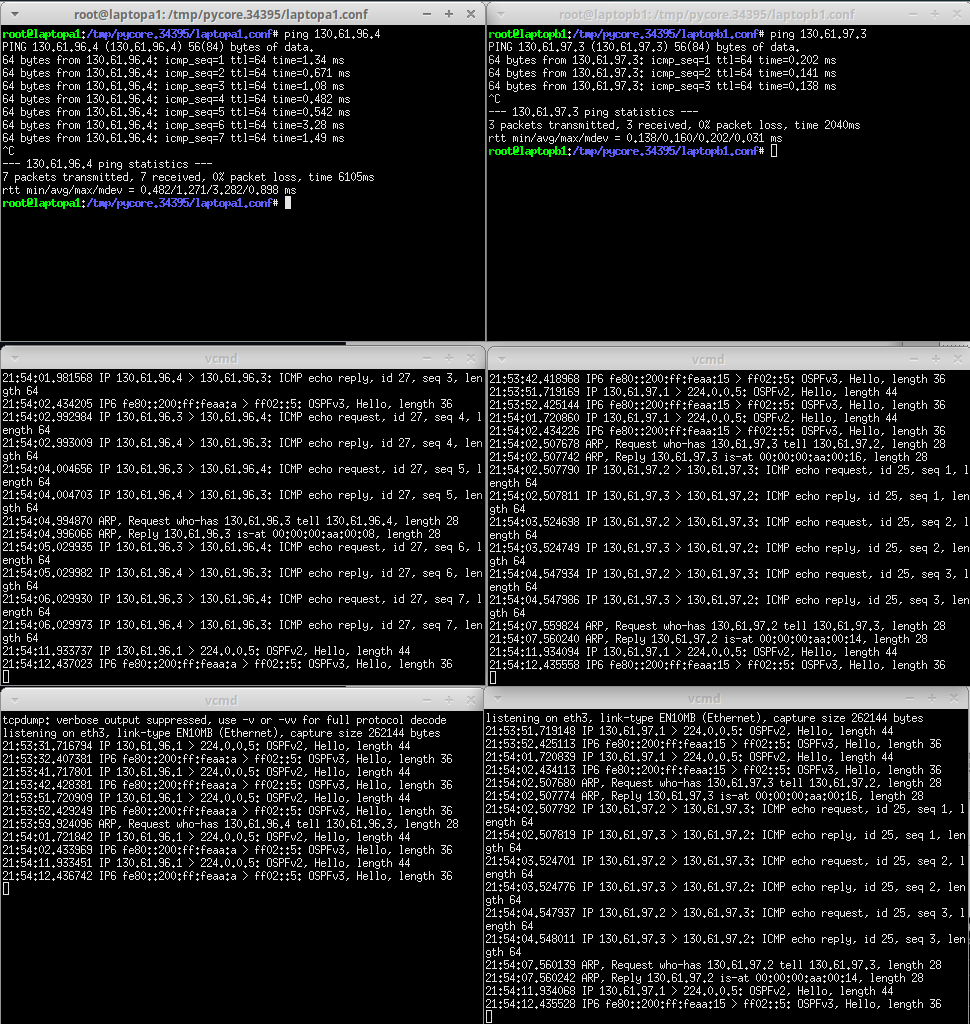 root@laptopa1: /tmp/pycore.34395/laptopa1.conf
root@laptopa1:/tmp/pycore.34395/laptopa1.conf# ping 130.61.96.4
PING 130.61.96.4 (130.61.96.4) 56(84) bytes of data.
64 bytes from 130.61.96.4: icmp_seq=1 ttl=64 time=1.34 ms
64 bytes from 130.61.96.4: icmp_seq=2 ttl=64 time=0.671 ms
64 bytes from 130.61.96.4: icmp_seq=3 ttl=64 time=1.08 ms
64 bytes from 130.61.96.4: icmp_seq=4 ttl=64 time=0.482 ms
64 bytes from 130.61.96.4: icmp_seq=5 ttl=64 time=0.542 ms
64 bytes from 130.61.96.4: icmp_seq=6 ttl=64 time=3.28 ms
64 bytes from 130.61.96.4: icmp_seq=7 ttl=64 time=1.49 ms
^C
--- 130.61.96.4 ping statistics ---
7 packets transmitted, 7 received, 0% packet loss, time 6105ms
rtt min/avg/max/mdev = 0.482/1.271/3.282/0.898 ms
root@laptopa1:/tmp/pycore.34395/laptopa1.conf#
root@laptopb1: /tmp/pycore.34395/laptopb1.conf
root@laptopb1:/tmp/pycore.34395/laptopb1.conf# ping 130.61.97.3
PING 130.61.97.3 (130.61.97.3) 56(84) bytes of data.
64 bytes from 130.61.97.3: icmp_seq=1 ttl=64 time=0.202 ms
64 bytes from 130.61.97.3: icmp_seq=2 ttl=64 time=0.141 ms
64 bytes from 130.61.97.3: icmp_seq=3 ttl=64 time=0.138 ms
^C
--- 130.61.97.3 ping statistics ---
3 packets transmitted, 3 received, 0% packet loss, time 2040ms
rtt min/avg/max/mdev = 0.138/0.160/0.202/0.031 ms
root@laptopb1:/tmp/pycore.34395/laptopb1.conf#
vcmd
21:54:01.981568 IP 130.61.96.4 > 130.61.96.3: ICMP echo reply, id 27, seq 3, len
gth 64
21:54:02.434205 IP6 fe80::200:ff:feaa:a > ff02::5: OSPFv3, Hello, length 36
21:54:02.992984 IP 130.61.96.3 > 130.61.96.4: ICMP echo request, id 27, seq 4, l
ength 64
21:54:02.993009 IP 130.61.96.4 > 130.61.96.3: ICMP echo reply, id 27, seq 4, len
gth 64
21:54:04.004656 IP 130.61.96.3 > 130.61.96.4: ICMP echo request, id 27, seq 5, l
ength 64
21:54:04.004703 IP 130.61.96.4 > 130.61.96.3: ICMP echo reply, id 27, seq 5, len
gth 64
21:54:04.994870 ARP, Request who-has 130.61.96.3 tell 130.61.96.4, length 28
21:54:04.996066 ARP, Reply 130.61.96.3 is-at 00:00:00:aa:00:08, length 28
21:54:05.029935 IP 130.61.96.3 > 130.61.96.4: ICMP echo request, id 27, seq 6, l
ength 64
21:54:05.029982 IP 130.61.96.4 > 130.61.96.3: ICMP echo reply, id 27, seq 6, len
gth 64
21:54:06.029930 IP 130.61.96.3 > 130.61.96.4: ICMP echo request, id 27, seq 7, l
ength 64
21:54:06.029973 IP 130.61.96.4 > 130.61.96.3: ICMP echo reply, id 27, seq 7, len
gth 64
21:54:11.933737 IP 130.61.96.1 > 224.0.0.5: OSPFv2, Hello, length 44
21:54:12.437023 IP6 fe80::200:ff:feaa:a > ff02::5: OSPFv3, Hello, length 36
vcmd
21:53:42.418968 IP6 fe80::200:ff:feaa:15 > ff02::5: OSPFv3, Hello, length 36
21:53:51.719169 IP 130.61.97.1 > 224.0.0.5: OSPFv2, Hello, length 44
21:53:52.425144 IP6 fe80::200:ff:feaa:15 > ff02::5: OSPFv3, Hello, length 36
21:54:01.720860 IP 130.61.97.1 > 224.0.0.5: OSPFv2, Hello, length 44
21:54:02.434226 IP6 fe80::200:ff:feaa:15 > ff02::5: OSPFv3, Hello, length 36
21:54:02.507678 ARP, Request who-has 130.61.97.3 tell 130.61.97.2, length 28
21:54:02.507742 ARP, Reply 130.61.97.3 is-at 00:00:00:aa:00:16, length 28
21:54:02.507790 IP 130.61.97.2 > 130.61.97.3: ICMP echo request, id 25, seq 1, l
ength 64
21:54:02.507811 IP 130.61.97.3 > 130.61.97.2: ICMP echo reply, id 25, seq 1, len
gth 64
21:54:03.524698 IP 130.61.97.2 > 130.61.97.3: ICMP echo request, id 25, seq 2, l
ength 64
21:54:03.524749 IP 130.61.97.3 > 130.61.97.2: ICMP echo reply, id 25, seq 2, len
gth 64
21:54:04.547934 IP 130.61.97.2 > 130.61.97.3: ICMP echo request, id 25, seq 3, l
ength 64
21:54:04.547986 IP 130.61.97.3 > 130.61.97.2: ICMP echo reply, id 25, seq 3, len
gth 64
21:54:07.559824 ARP, Request who-has 130.61.97.2 tell 130.61.97.3, length 28
21:54:07.560240 ARP, Reply 130.61.97.2 is-at 00:00:00:aa:00:14, length 28
21:54:11.934094 IP 130.61.97.1 > 224.0.0.5: OSPFv2, Hello, length 44
21:54:12.435558 IP6 fe80::200:ff:feaa:15 > ff02::5: OSPFv3, Hello, length 36
vcmd
tcpdump: verbose output suppressed, use -v or -vv for full protocol decode
listening on eth3, link-type EN10MB (Ethernet), capture size 262144 bytes
21:53:31.716794 IP 130.61.96.1 > 224.0.0.5: OSPFv2, Hello, length 44
21:53:32.407381 IP6 fe80::200:ff:feaa:a > ff02::5: OSPFv3, Hello, length 36
21:53:41.717801 IP 130.61.96.1 > 224.0.0.5: OSPFv2, Hello, length 44
21:53:42.428381 IP6 fe80::200:ff:feaa:a > ff02::5: OSPFv3, Hello, length 36
21:53:51.720909 IP 130.61.96.1 > 224.0.0.5: OSPFv2, Hello, length 44
21:53:52.429249 IP6 fe80::200:ff:feaa:a > ff02::5: OSPFv3, Hello, length 36
21:53:59.924096 ARP, Request who-has 130.61.96.4 tell 130.61.96.3, length 28
21:54:01.721842 IP 130.61.96.1 > 224.0.0.5: OSPFv2, Hello, length 44
21:54:02.433969 IP6 fe80::200:ff:feaa:a > ff02::5: OSPFv3, Hello, length 36
21:54:11.933451 IP 130.61.96.1 > 224.0.0.5: OSPFv2, Hello, length 44
21:54:12.436742 IP6 fe80::200:ff:feaa:a > ff02::5: OSPFv3, Hello, length 36
vcmd
listening on eth3, link-type EN10MB (Ethernet), capture size 262144 bytes
21:53:51.719148 IP 130.61.97.1 > 224.0.0.5: OSPFv2, Hello, length 44
21:53:52.425113 IP6 fe80::200:ff:feaa:15 > ff02::5: OSPFv3, Hello, length 36
21:54:01.720839 IP 130.61.97.1 > 224.0.0.5: OSPFv2, Hello, length 44
21:54:02.434113 IP6 fe80::200:ff:feaa:15 > ff02::5: OSPFv3, Hello, length 36
21:54:02.507680 ARP, Request who-has 130.61.97.3 tell 130.61.97.2, length 28
21:54:02.507774 ARP, Reply 130.61.97.3 is-at 00:00:00:aa:00:16, length 28
21:54:02.507792 IP 130.61.97.2 > 130.61.97.3: ICMP echo request, id 25, seq 1, l
ength 64
21:54:02.507819 IP 130.61.97.3 > 130.61.97.2: ICMP echo reply, id 25, seq 1, len
gth 64
21:54:03.524701 IP 130.61.97.2 > 130.61.97.3: ICMP echo request, id 25, seq 2, l
ength 64
21:54:03.524776 IP 130.61.97.3 > 130.61.97.2: ICMP echo reply, id 25, seq 2, len
gth 64
21:54:04.547937 IP 130.61.97.2 > 130.61.97.3: ICMP echo request, id 25, seq 3, l
ength 64
21:54:04.548011 IP 130.61.97.3 > 130.61.97.2: ICMP echo reply, id 25, seq 3, len
gth 64
21:54:07.560139 ARP, Request who-has 130.61.97.2 tell 130.61.97.3, length 28
21:54:07.560242 ARP, Reply 130.61.97.2 is-at 00:00:00:aa:00:14, length 28
21:54:11.934068 IP 130.61.97.1 > 224.0.0.5: OSPFv2, Hello, length 44
21:54:12.435528 IP6 fe80::200:ff:feaa:15 > ff02::5: OSPFv3, Hello, length 36